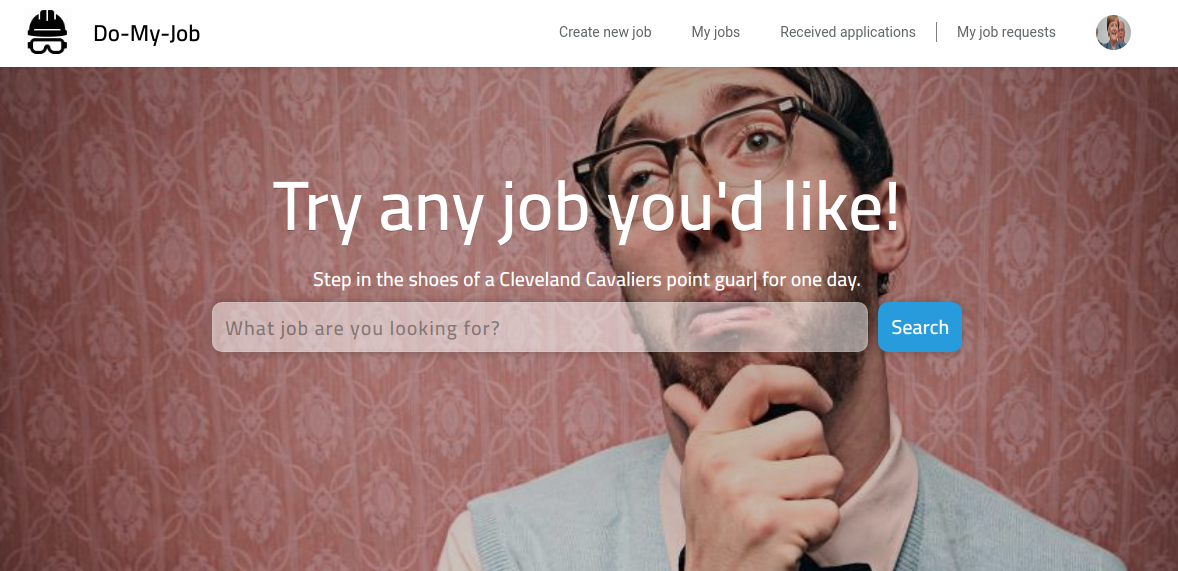 Do-My-Job
Create new job
My jobs
Received applications
My job requests
Try any job you'd like!
Step in the shoes of a Cleveland Cavaliers point guar| for one day.
What job are you looking for?
Search